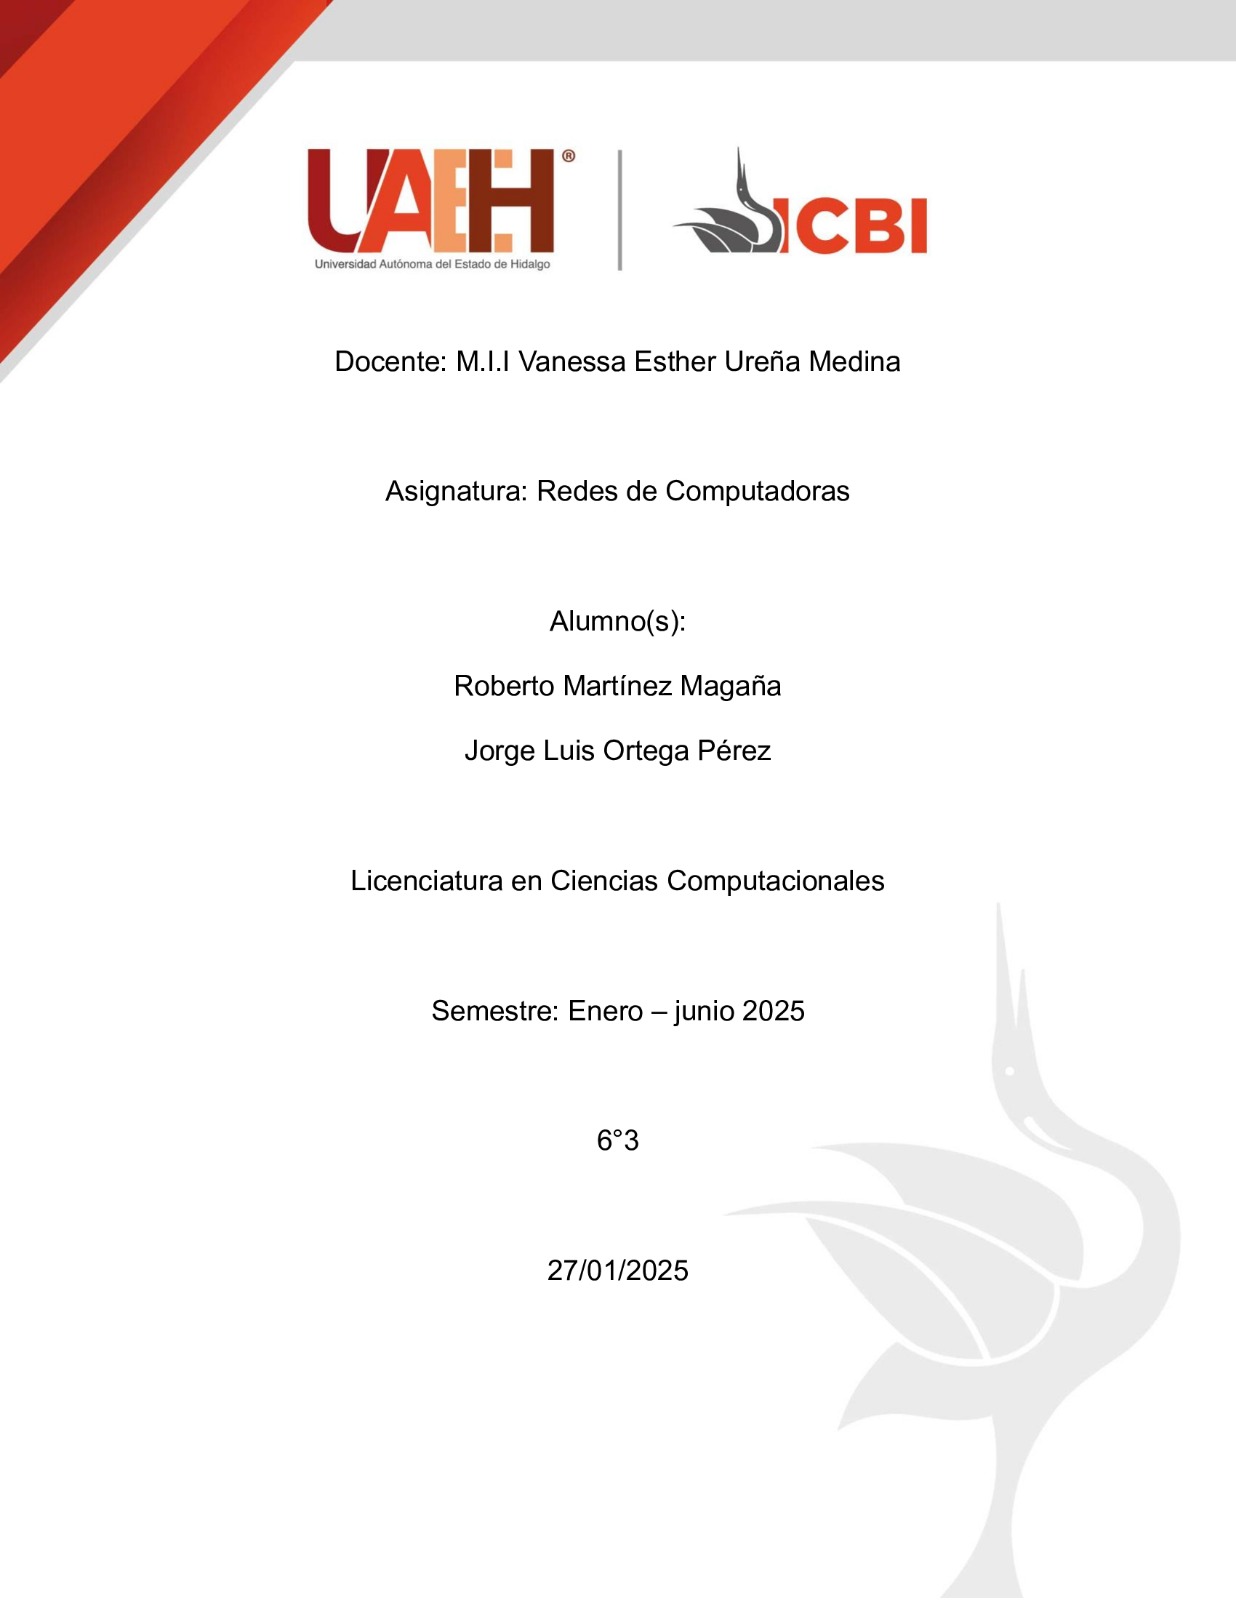 UAEH®
Universidad Autónoma del Estado de Hidalgo
ICBI
Docente: M.I.I Vanessa Esther Ureña Medina
Asignatura: Redes de Computadoras
Alumno(s):
Roberto Martínez Magaña
Jorge Luis Ortega Pérez
Licenciatura en Ciencias Computacionales
Semestre: Enero – junio 2025
6°3
27/01/2025